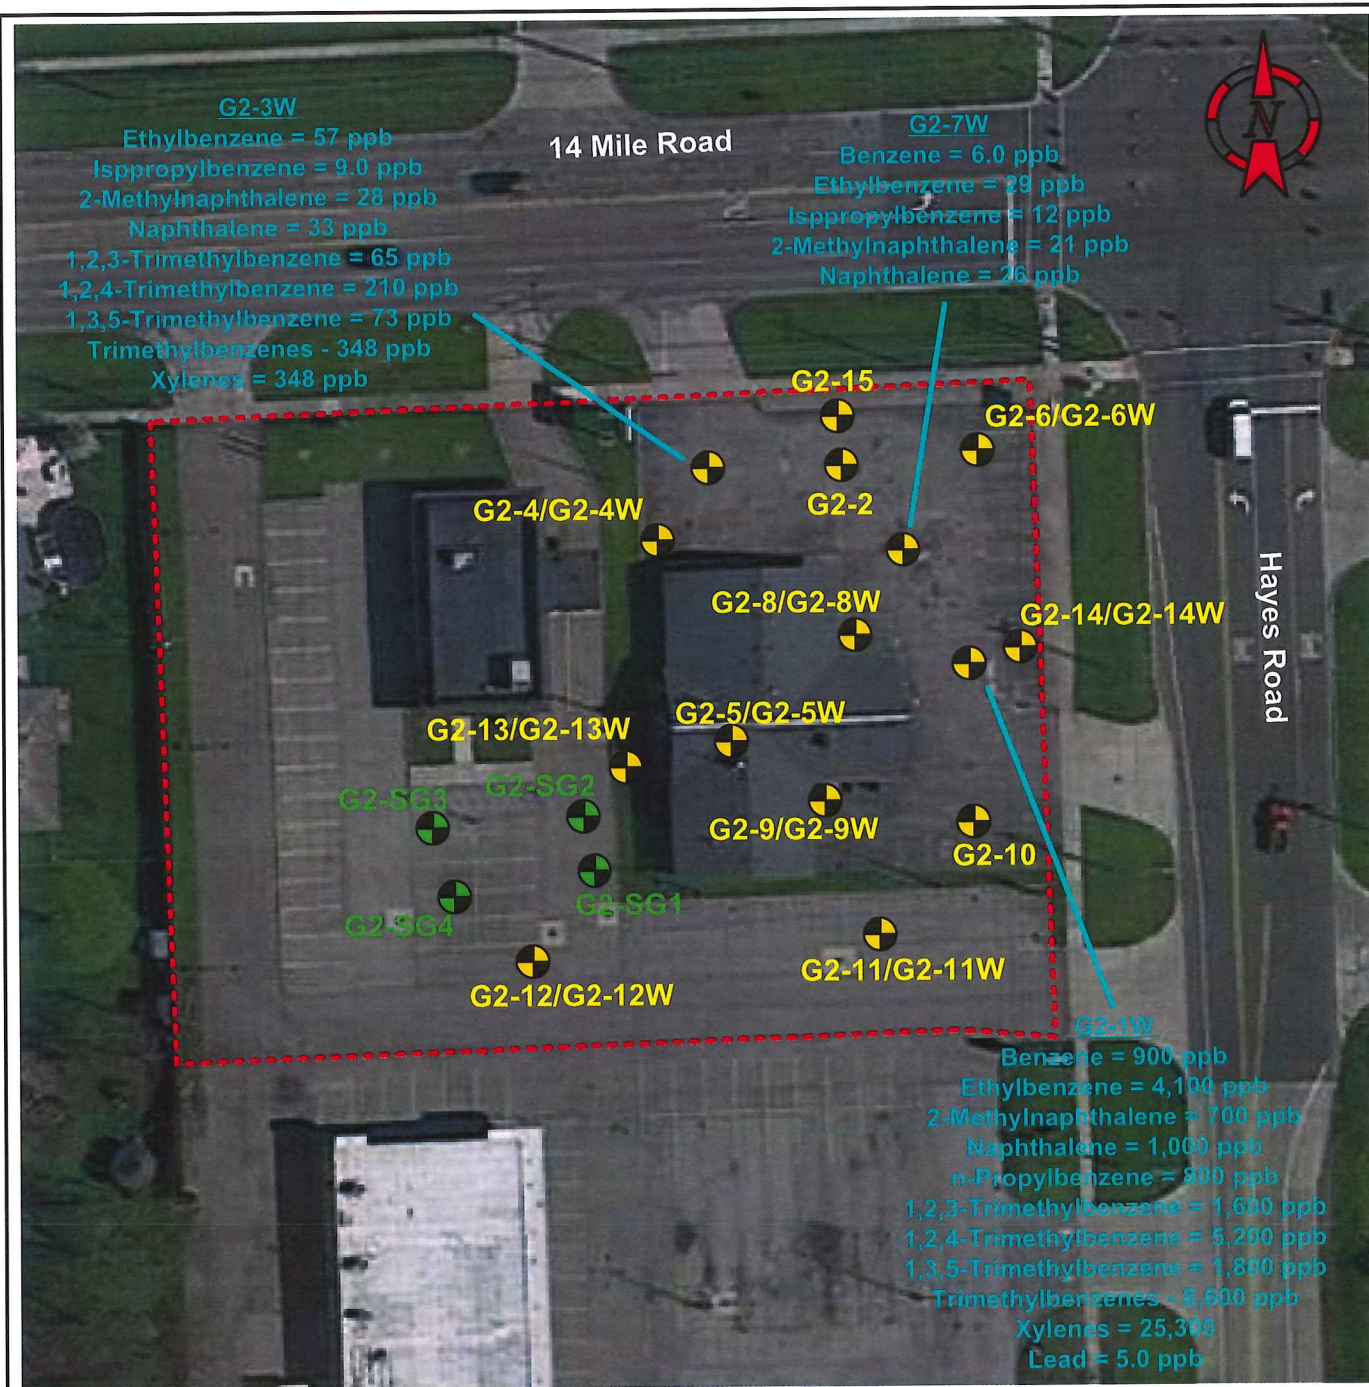 G2-3W
Ethylbenzene = 57 ppb
Isppropylbenzene = 9.0 ppb
2-Methylnaphthalene = 28 ppb
Naphthalene = 33 ppb
1,2,3-Trimethylbenzene = 65 ppb
1,2,4-Trimethylbenzene = 210 ppb
1,3,5-Trimethylbenzene = 73 ppb
Trimethylbenzenes - 348 ppb
Xylenes = 348 ppb
14 Mile Road
G2-7W
Benzene = 6.0 ppb
Ethylbenzene = 29 ppb
Isppropylbenzene = 12 ppb
2-Methylnaphthalene = 21 ppb
Naphthalene = 26 ppb
N
G2-15
G2-6/G2-6W
G2-4/G2-4W
G2-2
G2-8/G2-8W
G2-14/G2-14W
Hayes Road
G2-5/G2-5W
G2-13/G2-13W
G2-SG3
G2-SG2
G2-9/G2-9W
G2-10
G2-SG1
G2-SG4
G2-11/G2-11W
G2-12/G2-12W
G2-1W
Benzene = 900 ppb
Ethylbenzene = 4,100 ppb
2-Methylnaphthalene = 700 ppb
Naphthalene = 1,000 ppb
n-Propylbenzene = 800 ppb
1,2,3-Trimethylbenzene = 1,600 ppb
1,2,4-Trimethylbenzene = 5,200 ppb
1,3,5-Trimethylbenzene = 1,800 ppb
Trimethylbenzenes - 8,600 ppb
Xylenes = 25,300
Lead = 5.0 ppb